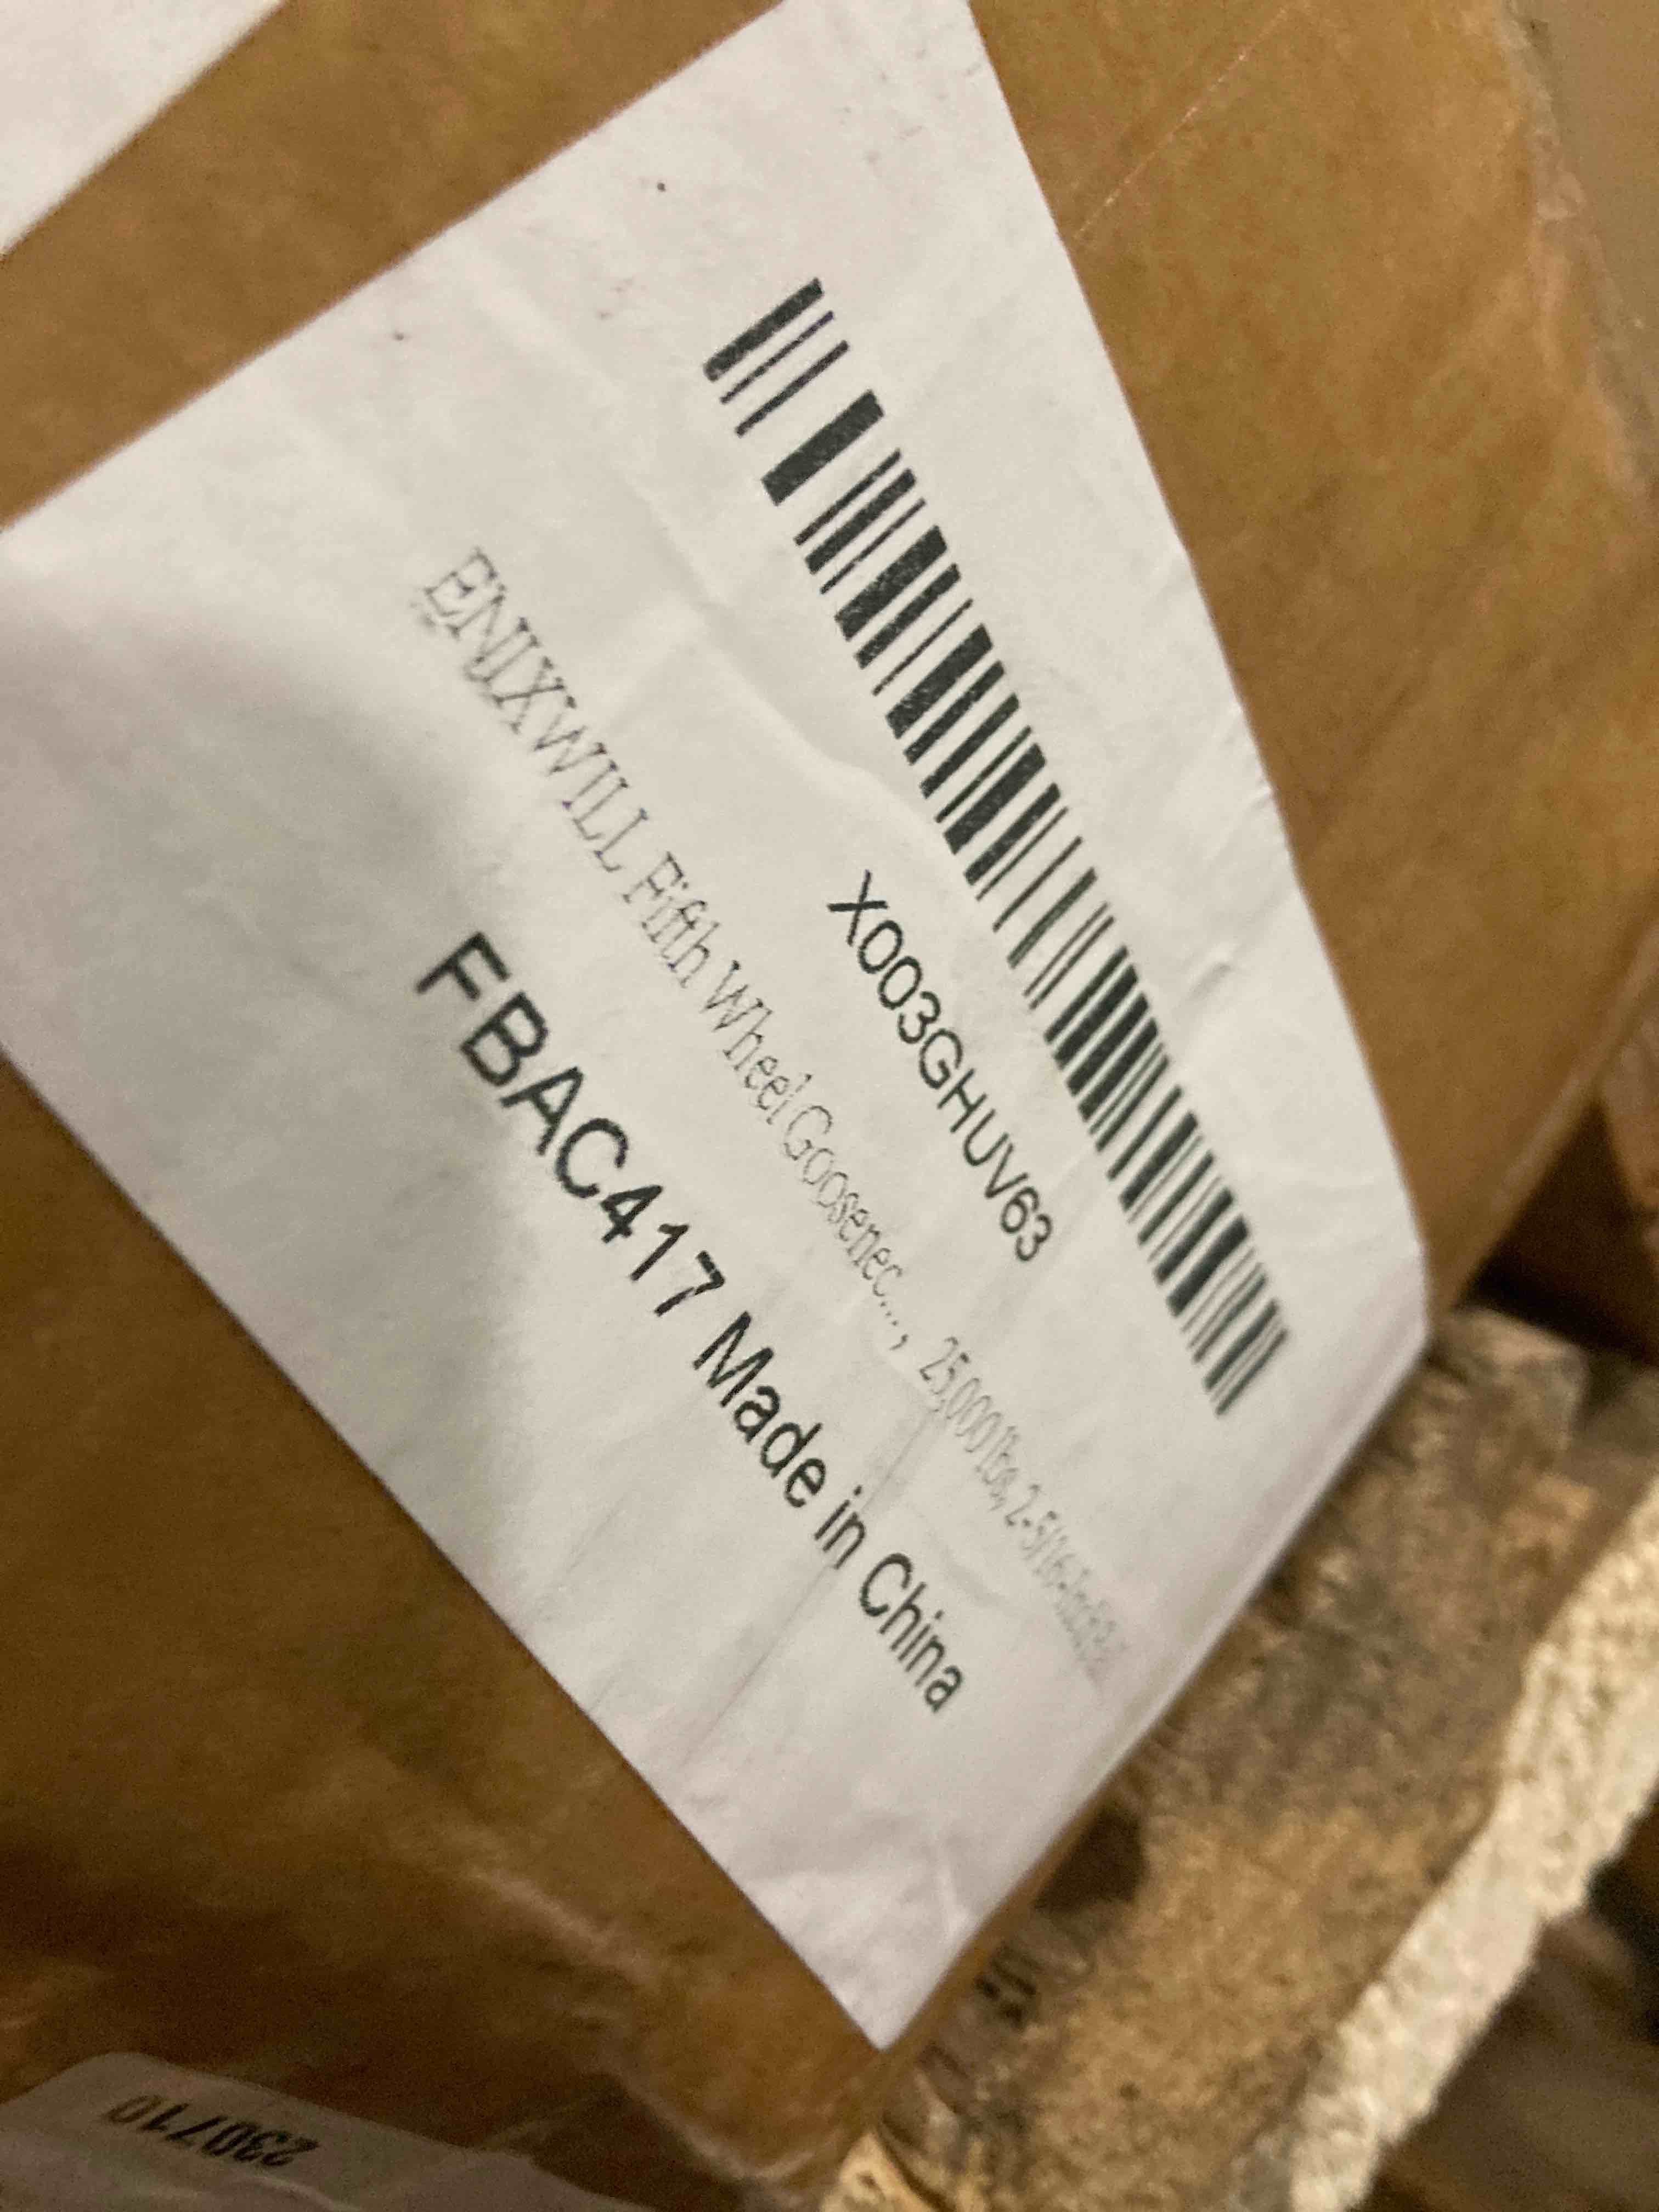 X003GHUV63
ENIXWILL Fifth Wheel Goosenec..., 25,000 lbs, 2-5/16-
FBAC417 Made in China
230710